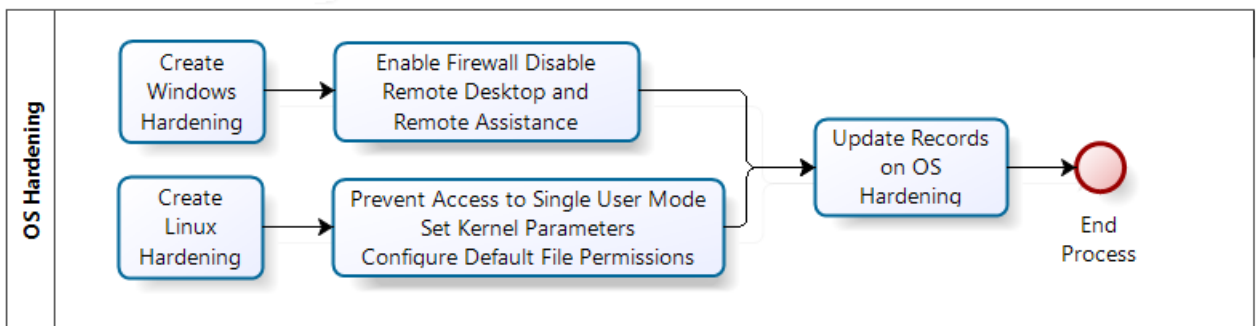 OS Hardening
Create
Windows
Hardening
Enable Firewall Disable
Remote Desktop and
Remote Assistance
Create
Linux
Hardening
Prevent Access to Single User Mode
Set Kernel Parameters
Configure Default File Permissions
Update Records
on OS
Hardening
End
Process